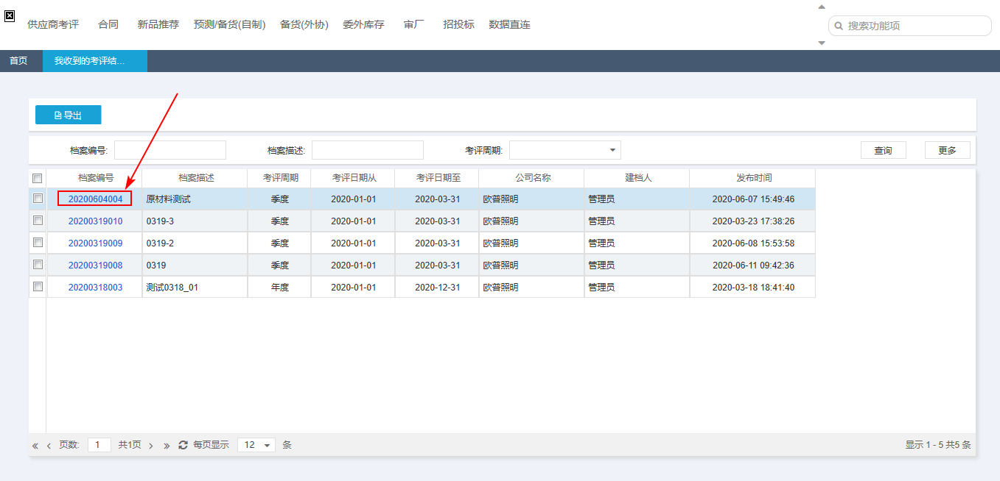 供应商考评 合同 新品推荐 预测/备货(自制) 备货(外协) 委外库存 审厂 招投标 数据直连 搜索功能项
首页 我收到的考评结...
导出
档案编号: 档案描述: 考评周期: 查询 更多
档案编号 档案描述 考评周期 考评日期从 考评日期至 公司名称 建档人 发布时间
20200604004 原材料测试 季度 2020-01-01 2020-03-31 欧普照明 管理员 2020-06-07 15:49:46
20200319010 0319-3 季度 2020-01-01 2020-03-31 欧普照明 管理员 2020-03-23 17:38:26
20200319009 0319-2 季度 2020-01-01 2020-03-31 欧普照明 管理员 2020-06-08 15:53:58
20200319008 0319 季度 2020-01-01 2020-03-31 欧普照明 管理员 2020-06-11 09:42:36
20200318003 测试0318_01 年度 2020-01-01 2020-12-31 欧普照明 管理员 2020-03-18 18:41:40
« ‹ 页数: 1 共1页 › » 每页显示 12 条 显示 1 - 5 共5 条